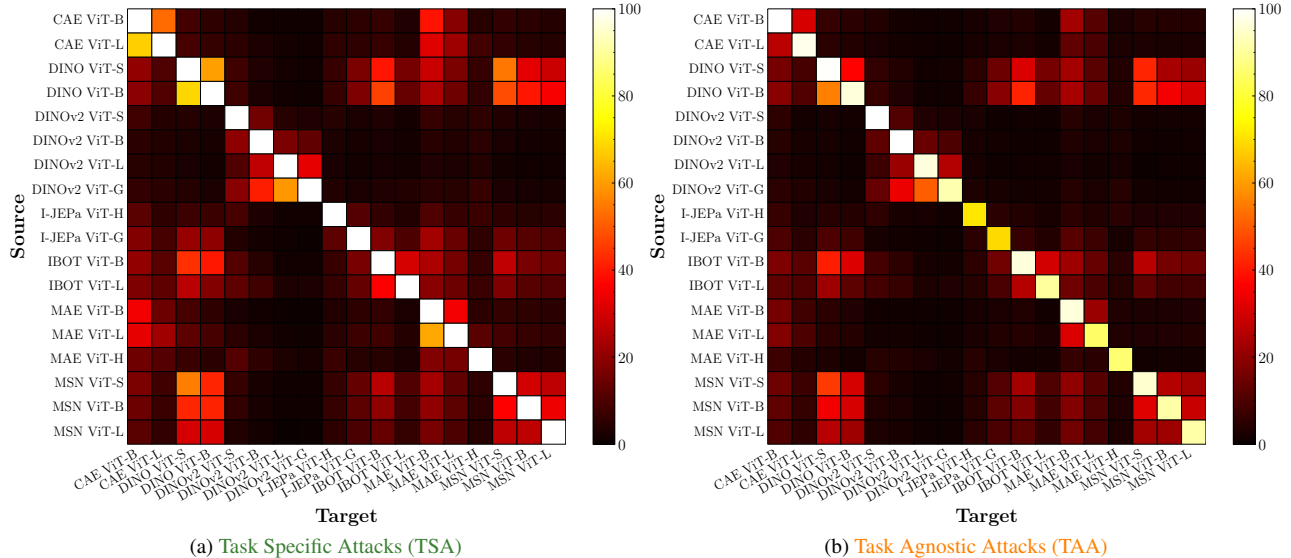 CAE ViT-B
CAE ViT-L
DINO ViT-S
DINO ViT-B
DINOv2 ViT-S
DINOv2 ViT-B
DINOv2 ViT-L
DINOv2 ViT-G
I-JEPa ViT-H
I-JEPa ViT-G
IBOT ViT-B
IBOT ViT-L
MAE ViT-B
MAE ViT-L
MAE ViT-H
MSN ViT-S
MSN ViT-B
MSN ViT-L
Source
CAE ViT-B
CAE ViT-L
DINO ViT-S
DINO ViT-B
DINOv2 ViT-S
DINOv2 ViT-B
DINOv2 ViT-L
DINOv2 ViT-G
I-JEPa ViT-H
I-JEPa ViT-G
IBOT ViT-B
IBOT ViT-L
MAE ViT-B
MAE ViT-L
MAE ViT-H
MSN ViT-S
MSN ViT-B
MSN ViT-L
Target
100
80
60
40
20
0
(a) Task Specific Attacks (TSA)
CAE ViT-B
CAE ViT-L
DINO ViT-S
DINO ViT-B
DINOv2 ViT-S
DINOv2 ViT-B
DINOv2 ViT-L
DINOv2 ViT-G
I-JEPa ViT-H
I-JEPa ViT-G
IBOT ViT-B
IBOT ViT-L
MAE ViT-B
MAE ViT-L
MAE ViT-H
MSN ViT-S
MSN ViT-B
MSN ViT-L
Source
CAE ViT-B
CAE ViT-L
DINO ViT-S
DINO ViT-B
DINOv2 ViT-S
DINOv2 ViT-B
DINOv2 ViT-L
DINOv2 ViT-G
I-JEPa ViT-H
I-JEPa ViT-G
IBOT ViT-B
IBOT ViT-L
MAE ViT-B
MAE ViT-L
MAE ViT-H
MSN ViT-S
MSN ViT-B
MSN ViT-L
Target
100
80
60
40
20
0
(b) Task Agnostic Attacks (TAA)